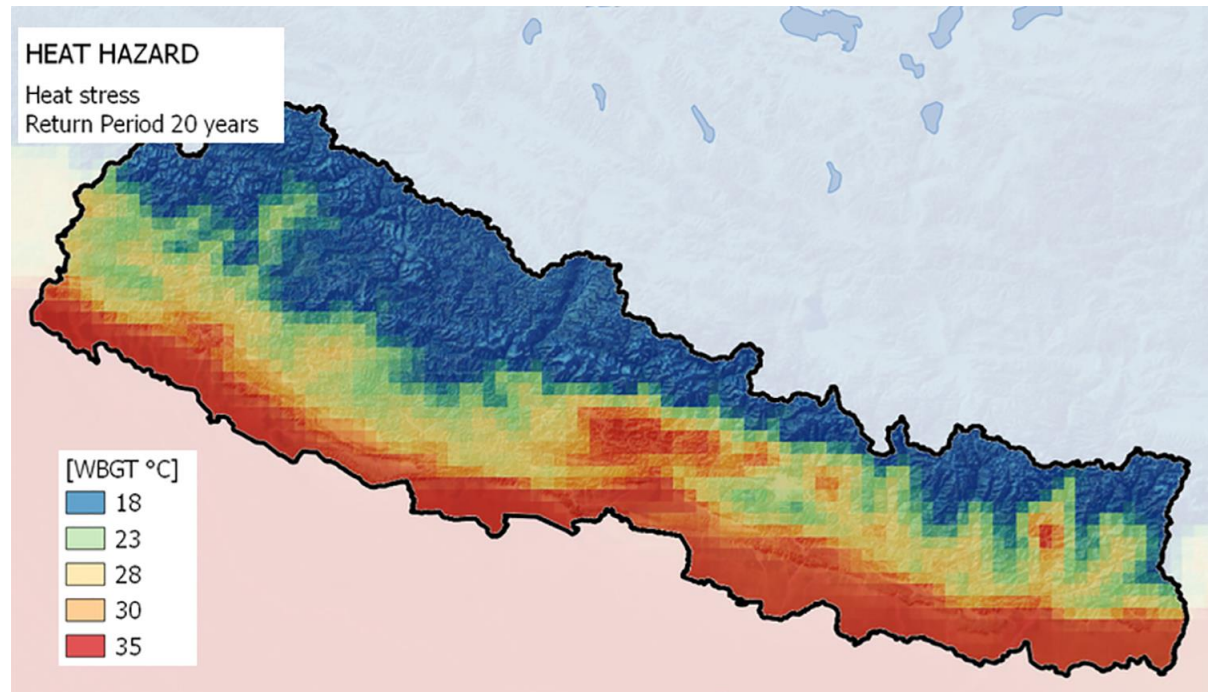 HEAT HAZARD
Heat stress
Return Period 20 years
[WBGT °C]
18
23
28
30
35